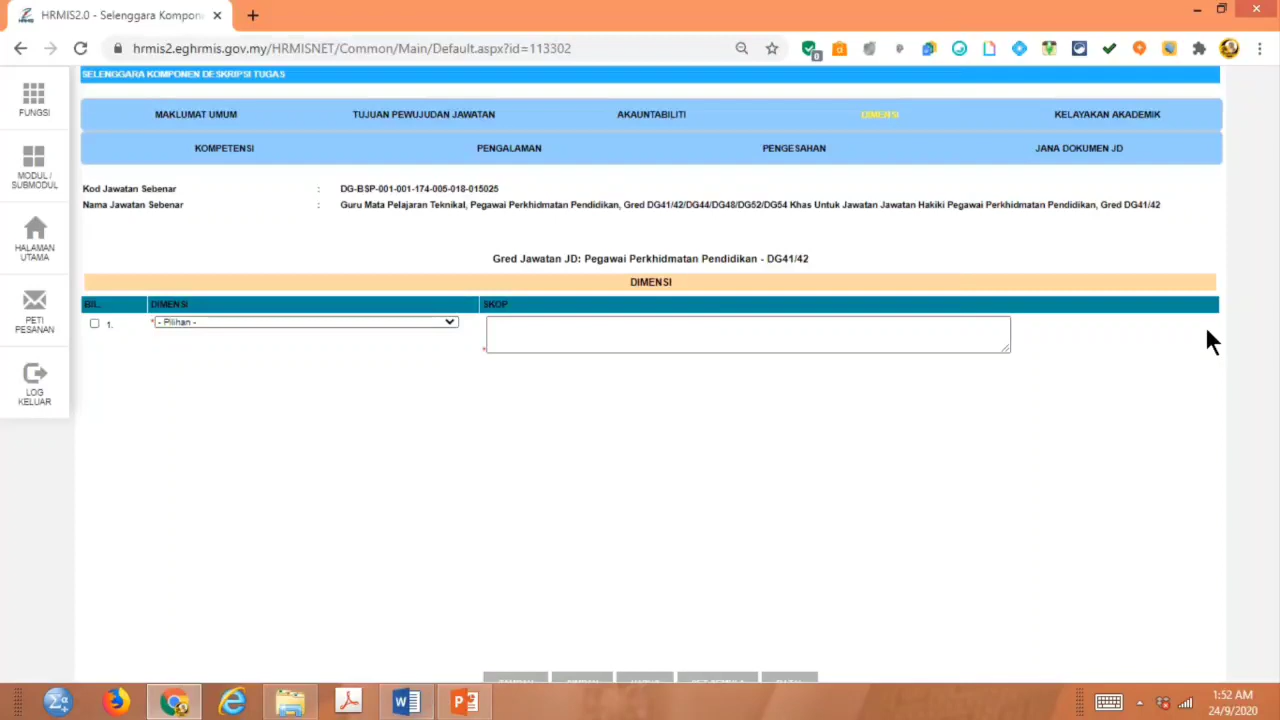 HRMIS2.0 - Selenggara Kompon
hrmis2.eghrmis.gov.my/HRMISNET/Common/Main/Default.aspx?id=113302
0
SELENGGARA KOMPONEN DESKRIPSI TUGAS
FUNGSI
MODUL /
SUBMODUL
HALAMAN
UTAMA
PETI
PESANAN
LOG
KELUAR
MAKLUMAT UMUM TUJUAN PEWUJUDAN JAWATAN AKAUNTABILITI DIMENSI KELAYAKAN AKADEMIK
KOMPETENSI PENGALAMAN PENGESAHAN JANA DOKUMEN JD
Kod Jawatan Sebenar : DG-BSP-001-001-174-005-018-015025
Nama Jawatan Sebenar : Guru Mata Pelajaran Teknikal, Pegawai Perkhidmatan Pendidikan, Gred DG41/42/DG44/DG48/DG52/DG54 Khas Untuk Jawatan Jawatan Hakiki Pegawai Perkhidmatan Pendidikan, Gred DG41/42
Gred Jawatan JD: Pegawai Perkhidmatan Pendidikan - DG41/42
DIMENSI
BIL. DIMENSI SKOP
1. * - Pilihan - *
1:52 AM
24/9/2020